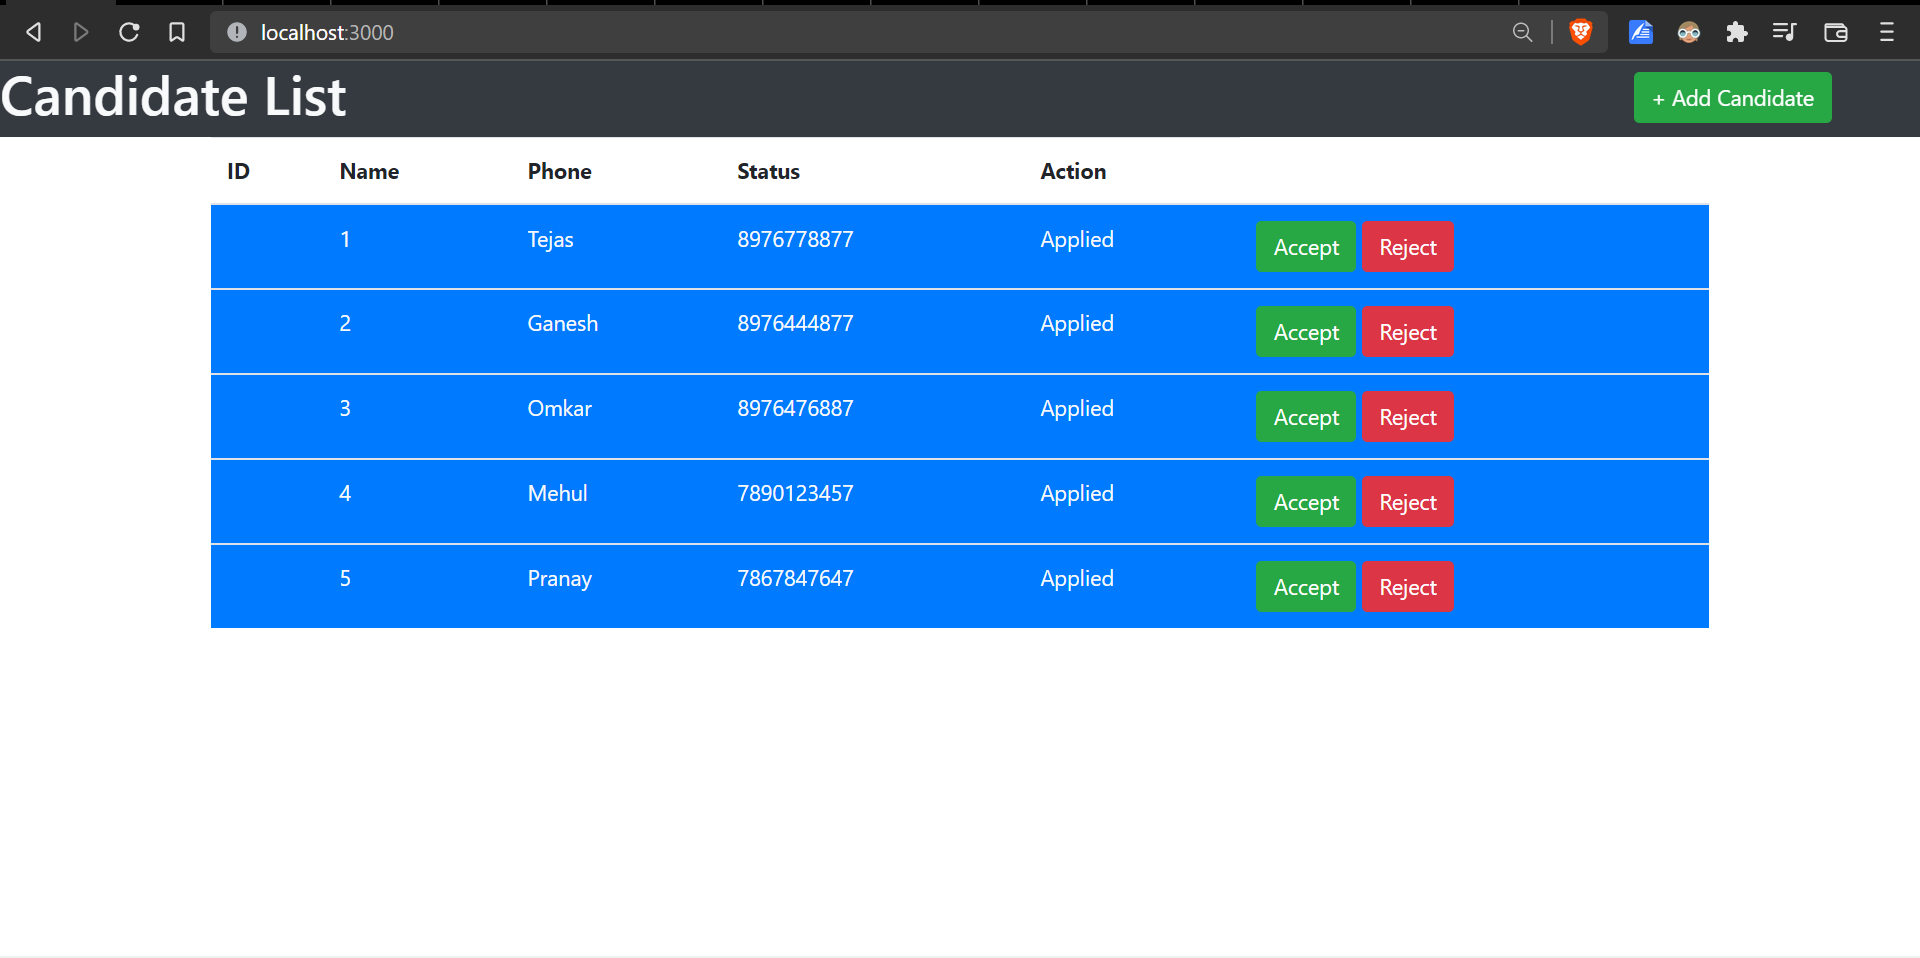 localhost:3000
Candidate List + Add Candidate
ID Name Phone Status Action
1 Tejas 8976778877 Applied Accept Reject
2 Ganesh 8976444877 Applied Accept Reject
3 Omkar 8976476887 Applied Accept Reject
4 Mehul 7890123457 Applied Accept Reject
5 Pranay 7867847647 Applied Accept Reject